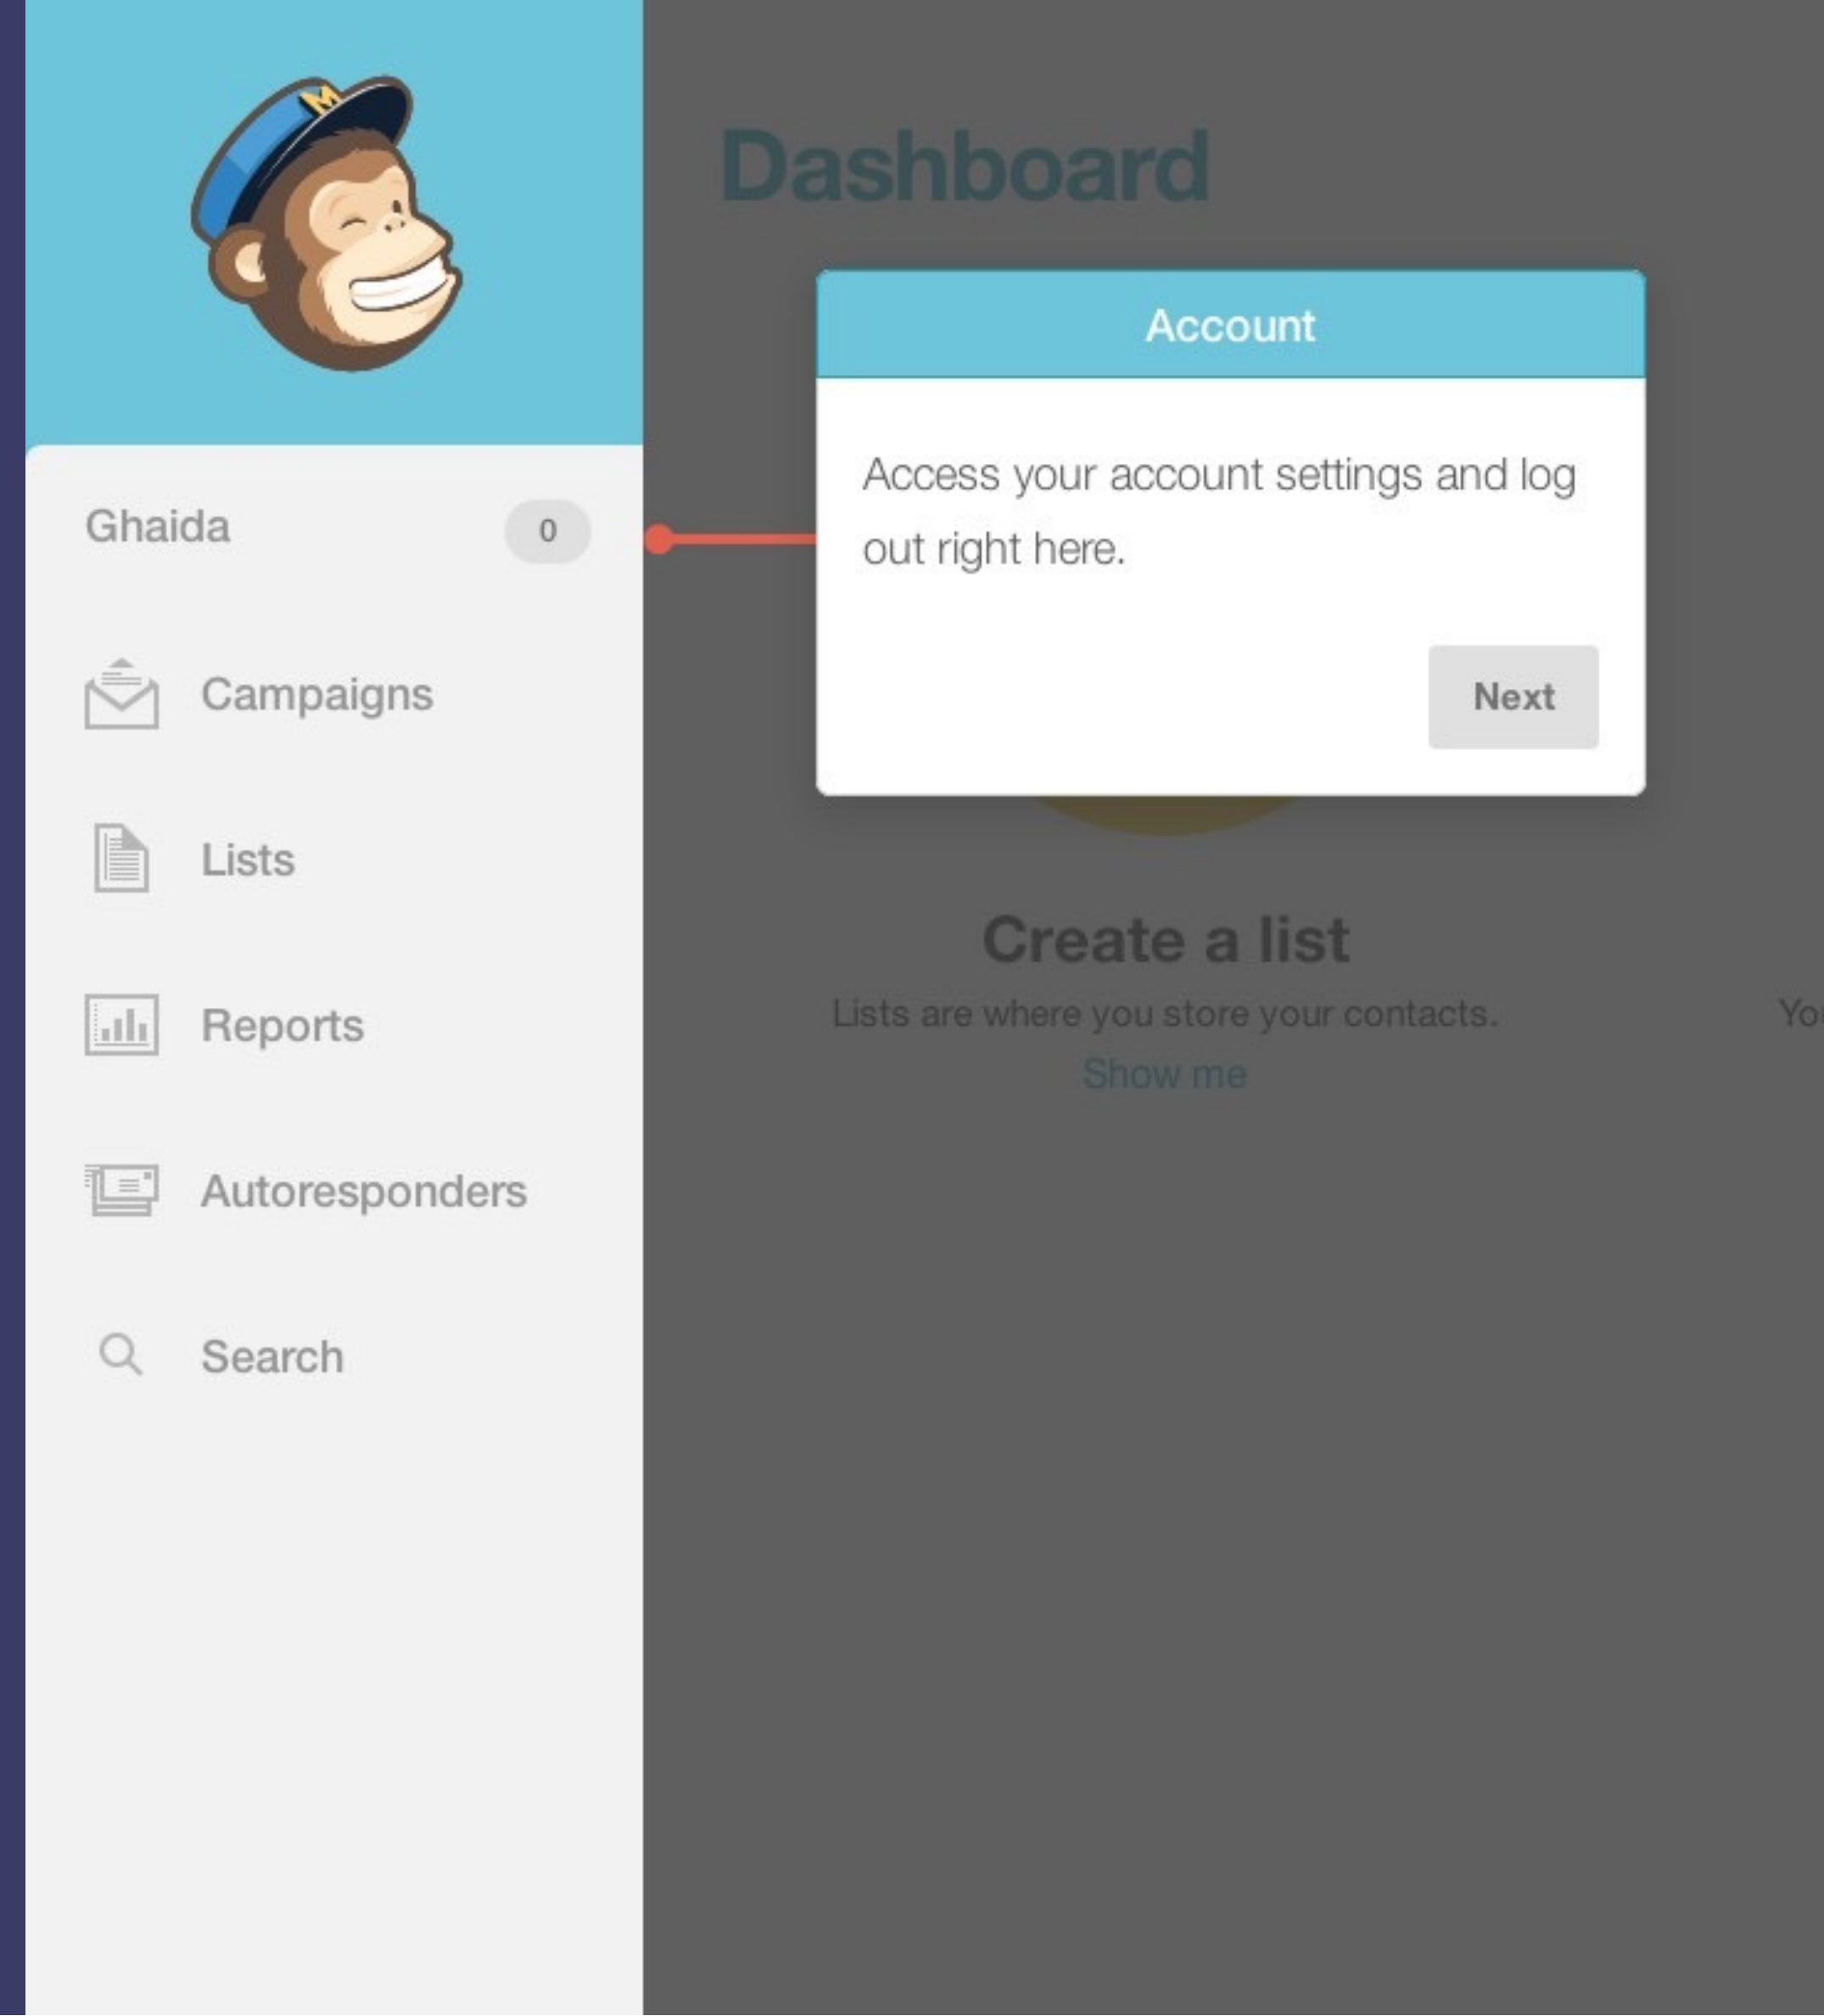 M
Ghaida
0
Campaigns
Lists
Reports
Autoresponders
Search
Dashboard
Account
Access your account settings and log
out right here.
Next
Create a list
Lists are where you store your contacts.
Show me